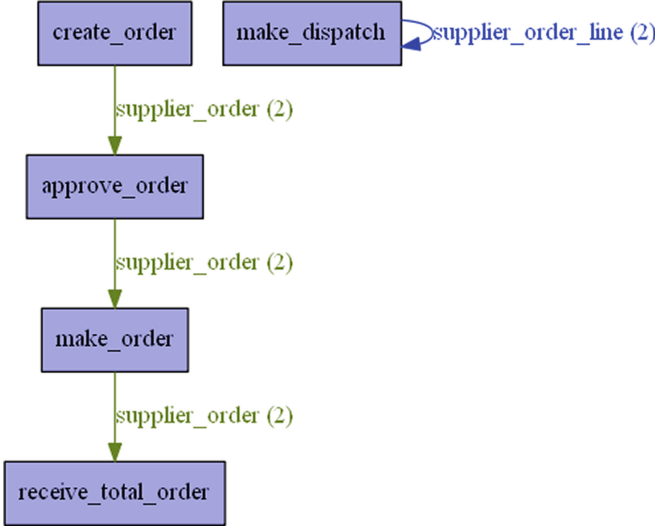 create_order
make_dispatch
supplier_order_line (2)
supplier_order (2)
approve_order
supplier_order (2)
make_order
supplier_order (2)
receive_total_order